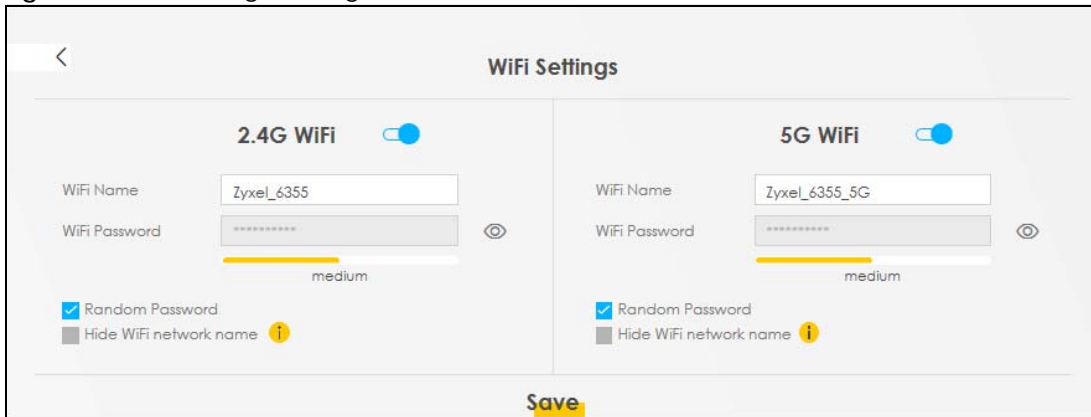 WiFi Settings
2.4G WiFi
WiFi Name
Zyxel_6355
WiFi Password
**********
medium
Random Password
Hide WiFi network name
5G WiFi
WiFi Name
Zyxel_6355_5G
WiFi Password
**********
medium
Random Password
Hide WiFi network name
Save